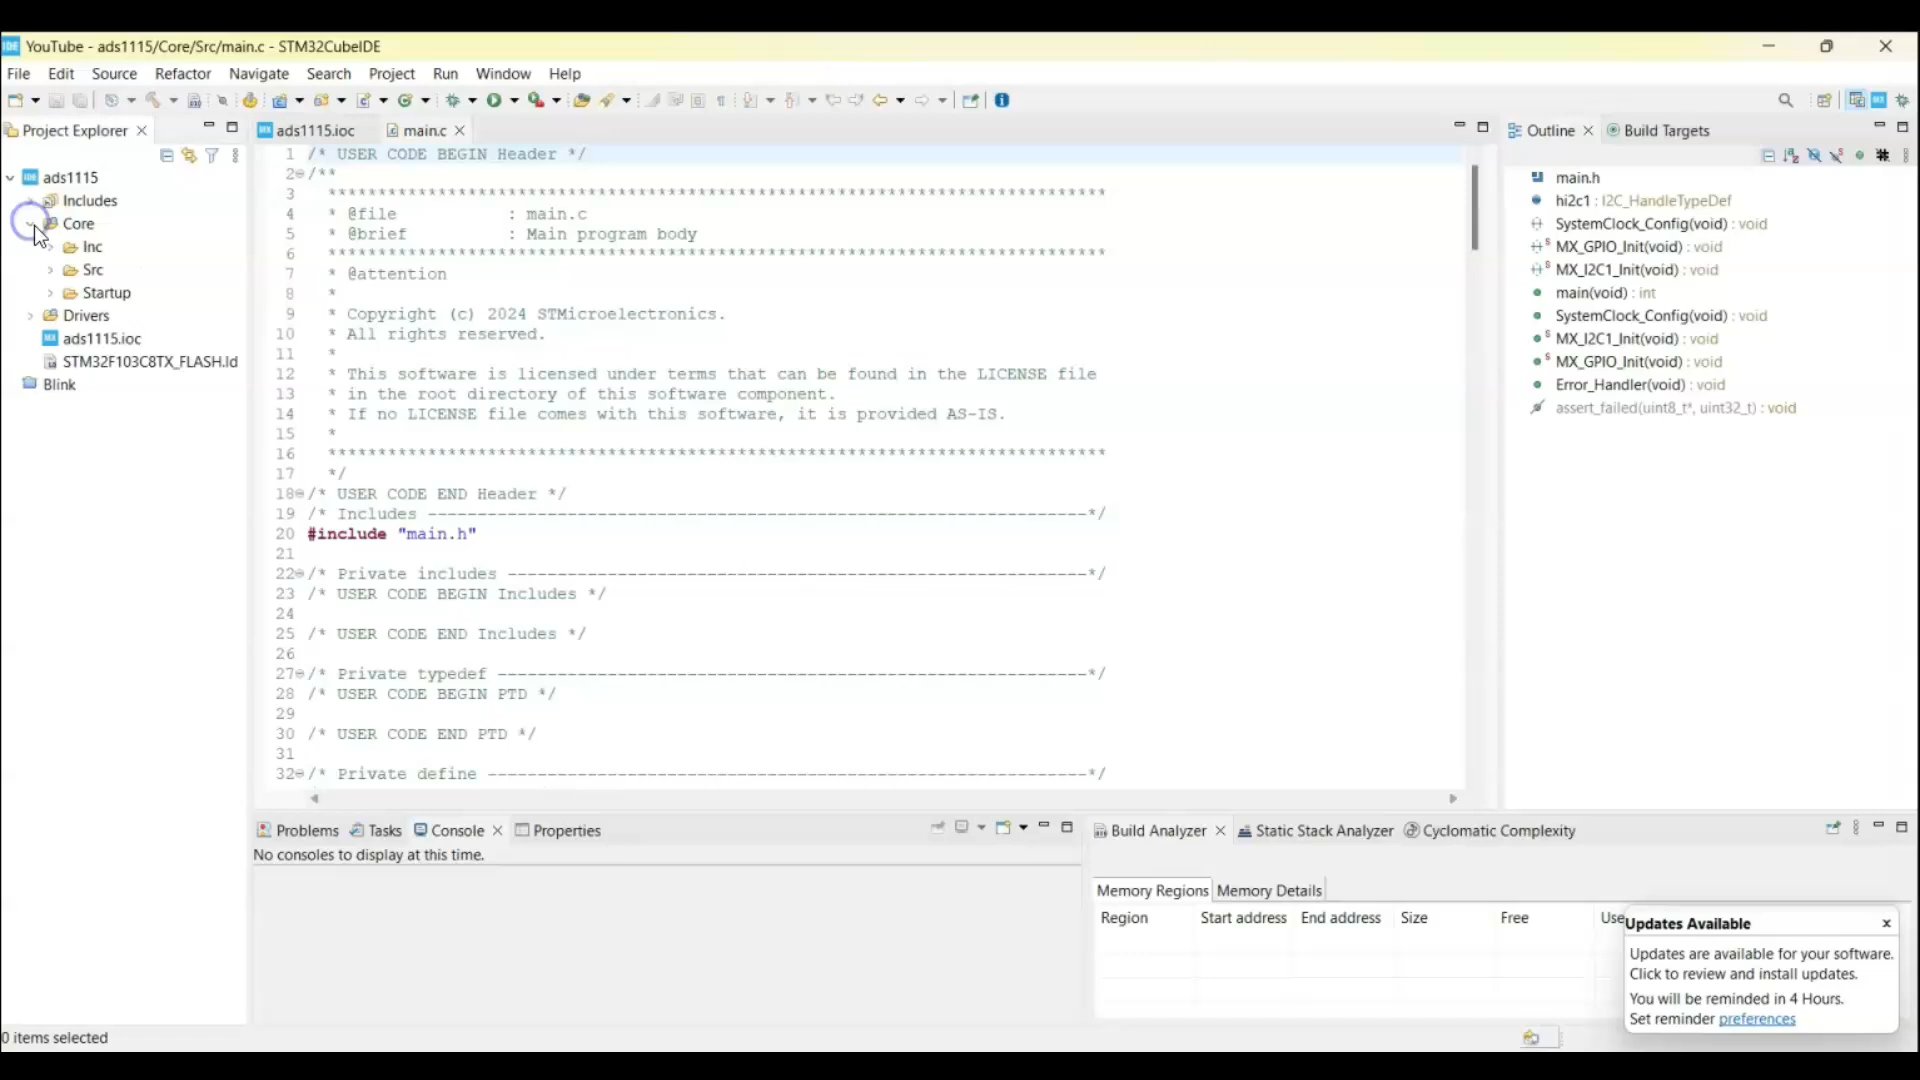 YouTube - ads1115/Core/Src/main.c - STM32CubeIDE
File Edit Source Refactor Navigate Search Project Run Window Help
Project Explorer
ads1115
Includes
Core
Inc
Src
Startup
Drivers
ads1115.ioc
STM32F103C8TX_FLASH.ld
Blink
ads1115.ioc main.c
1 /* USER CODE BEGIN Header */
2 /**
3 ******************************************************************************
4 * @file : main.c
5 * @brief : Main program body
6 ******************************************************************************
7 * @attention
8 *
9 * Copyright (c) 2024 STMicroelectronics.
10 * All rights reserved.
11 *
12 * This software is licensed under terms that can be found in the LICENSE file
13 * in the root directory of this software component.
14 * If no LICENSE file comes with this software, it is provided AS-IS.
15 *
16 ******************************************************************************
17 */
18 /* USER CODE END Header */
19 /* Includes ------------------------------------------------------------------*/
20 #include "main.h"
21
22 /* Private includes ----------------------------------------------------------*/
23 /* USER CODE BEGIN Includes */
24
25 /* USER CODE END Includes */
26
27 /* Private typedef -----------------------------------------------------------*/
28 /* USER CODE BEGIN PTD */
29
30 /* USER CODE END PTD */
31
32 /* Private define ------------------------------------------------------------*/
Outline Build Targets
main.h
hi2c1 : I2C_HandleTypeDef
SystemClock_Config(void) : void
MX_GPIO_Init(void) : void
MX_I2C1_Init(void) : void
main(void) : int
SystemClock_Config(void) : void
MX_I2C1_Init(void) : void
MX_GPIO_Init(void) : void
Error_Handler(void) : void
assert_failed(uint8_t*, uint32_t) : void
Problems Tasks Console Properties
No consoles to display at this time.
Build Analyzer Static Stack Analyzer Cyclomatic Complexity
Memory Regions Memory Details
Region Start address End address Size Free Use
Updates Available
Updates are available for your software.
Click to review and install updates.
You will be reminded in 4 Hours.
Set reminder preferences
0 items selected